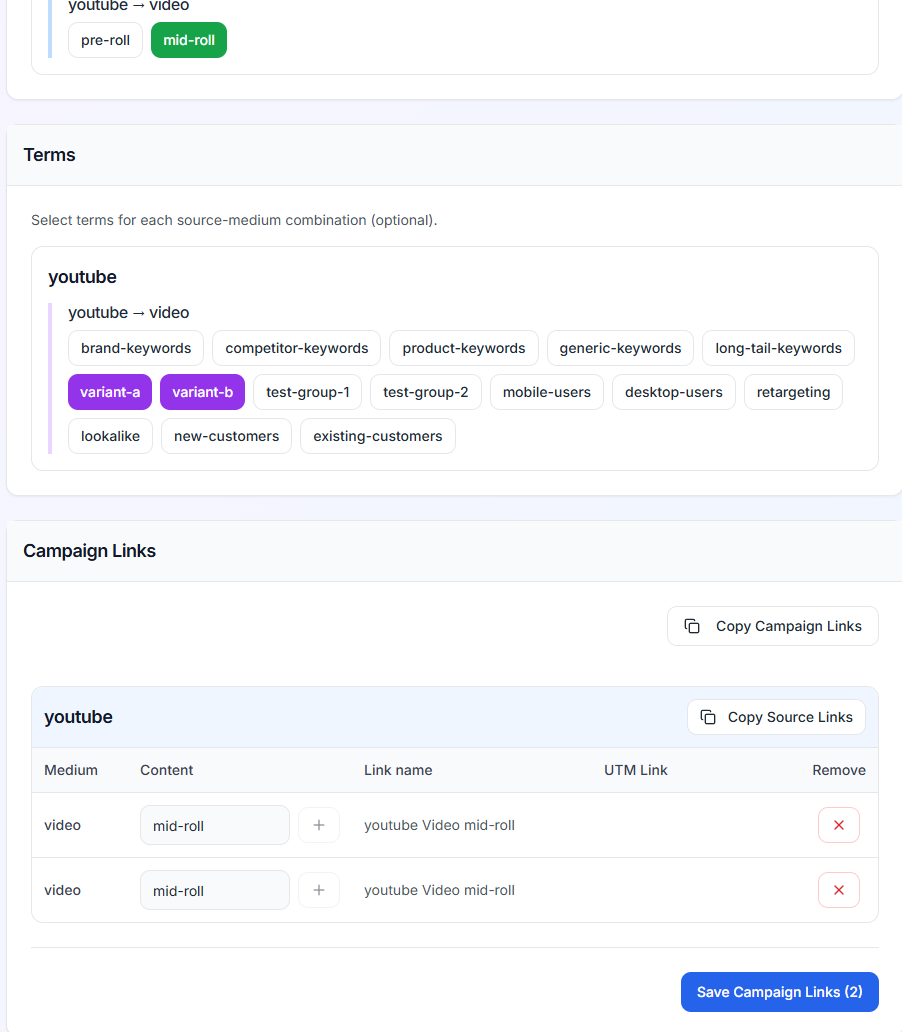 youtube → video
pre-roll mid-roll
Terms
Select terms for each source-medium combination (optional).
youtube
youtube → video
brand-keywords competitor-keywords product-keywords generic-keywords long-tail-keywords
variant-a variant-b test-group-1 test-group-2 mobile-users desktop-users retargeting
lookalike new-customers existing-customers
Campaign Links
Copy Campaign Links
youtube Copy Source Links
Medium Content Link name UTM Link Remove
video mid-roll + youtube Video mid-roll
video mid-roll + youtube Video mid-roll
Save Campaign Links (2)